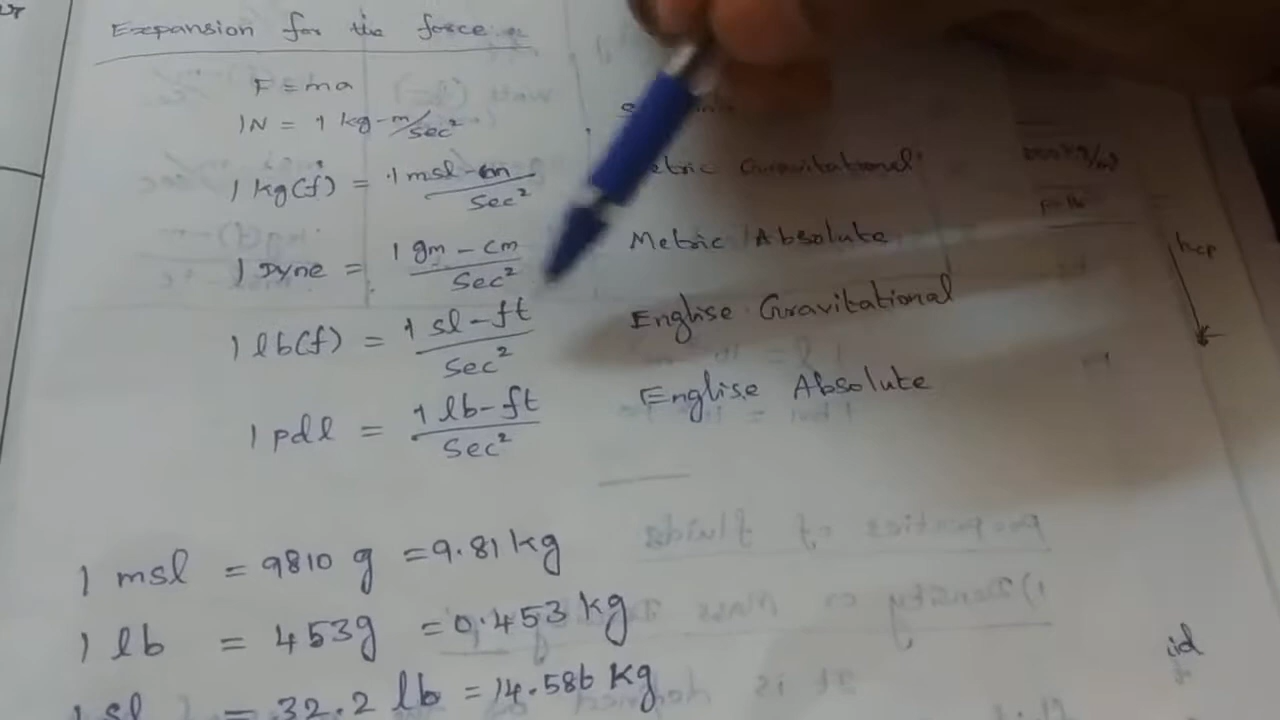 Expansion for the force
F = ma
1N = 1 kg-m/sec²
1 kg(f) = 1 msl-m/sec² Gravitational
1 Dyne = 1 gm-cm/sec² Metric Absolute
1 lb(f) = 1 sl-ft/sec² Englise Gravitational
1 pdl = 1 lb-ft/sec² Englise Absolute
hcp
1 msl = 9810 g = 9.81 kg
1 lb = 453g = 0.453 kg
1 sl = 32.2 lb = 14.586 kg